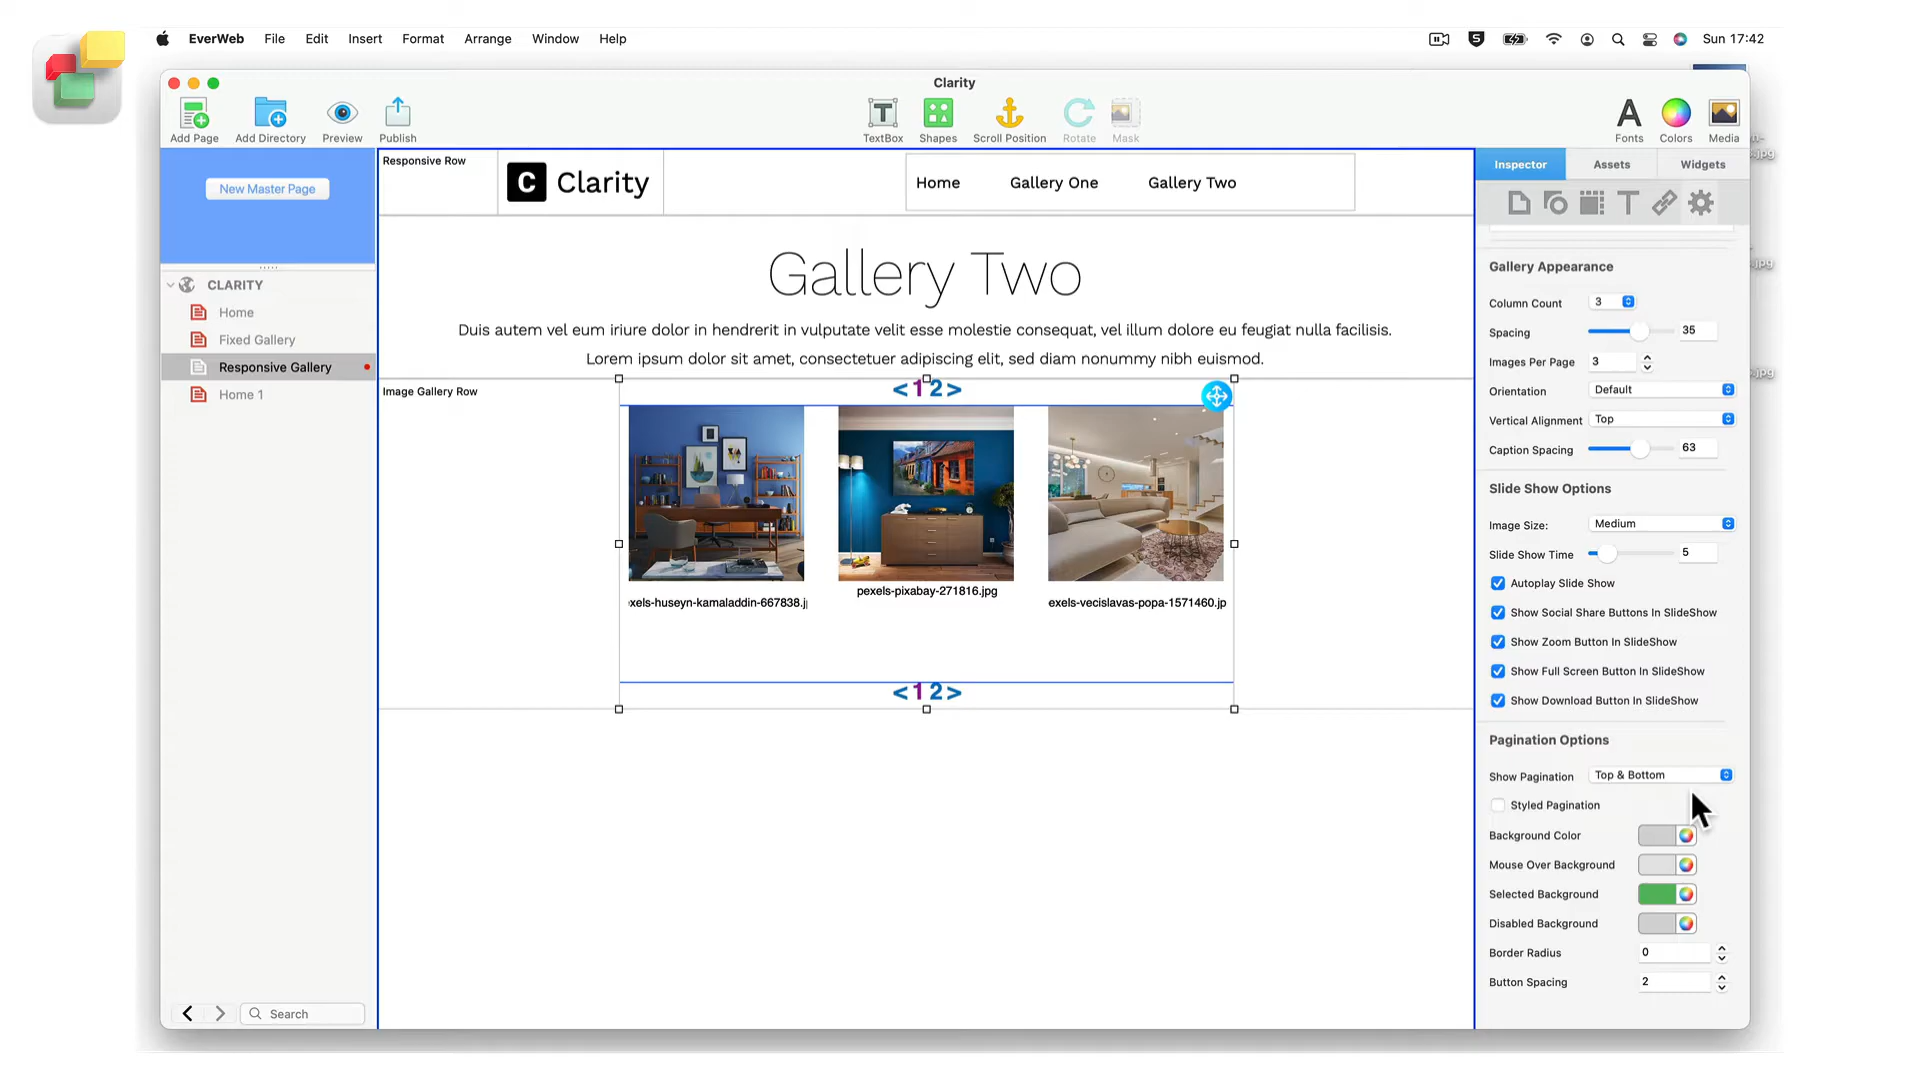 EverWeb File Edit Insert Format Arrange Window Help Sun 17:42
Clarity
Add Page Add Directory Preview Publish TextBox Shapes Scroll Position Rotate Mask Fonts Colors Media
New Master Page
CLARITY
Home
Fixed Gallery
Responsive Gallery
Home 1
Search
Responsive Row
C Clarity
Home Gallery One Gallery Two
Gallery Two
Duis autem vel eum iriure dolor in hendrerit in vulputate velit esse molestie consequat, vel illum dolore eu feugiat nulla facilisis.
Lorem ipsum dolor sit amet, consectetuer adipiscing elit, sed diam nonummy nibh euismod.
Image Gallery Row
< 1 2 >
xels-huseyn-kamaladdin-667838.j
pexels-pixabay-271816.jpg
exels-vecislavas-popa-1571460.jp
< 1 2 >
Inspector Assets Widgets
Gallery Appearance
Column Count 3
Spacing 35
Images Per Page 3
Orientation Default
Vertical Alignment Top
Caption Spacing 63
Slide Show Options
Image Size: Medium
Slide Show Time 5
Autoplay Slide Show
Show Social Share Buttons In SlideShow
Show Zoom Button In SlideShow
Show Full Screen Button In SlideShow
Show Download Button In SlideShow
Pagination Options
Show Pagination Top & Bottom
Styled Pagination
Background Color
Mouse Over Background
Selected Background
Disabled Background
Border Radius 0
Button Spacing 2